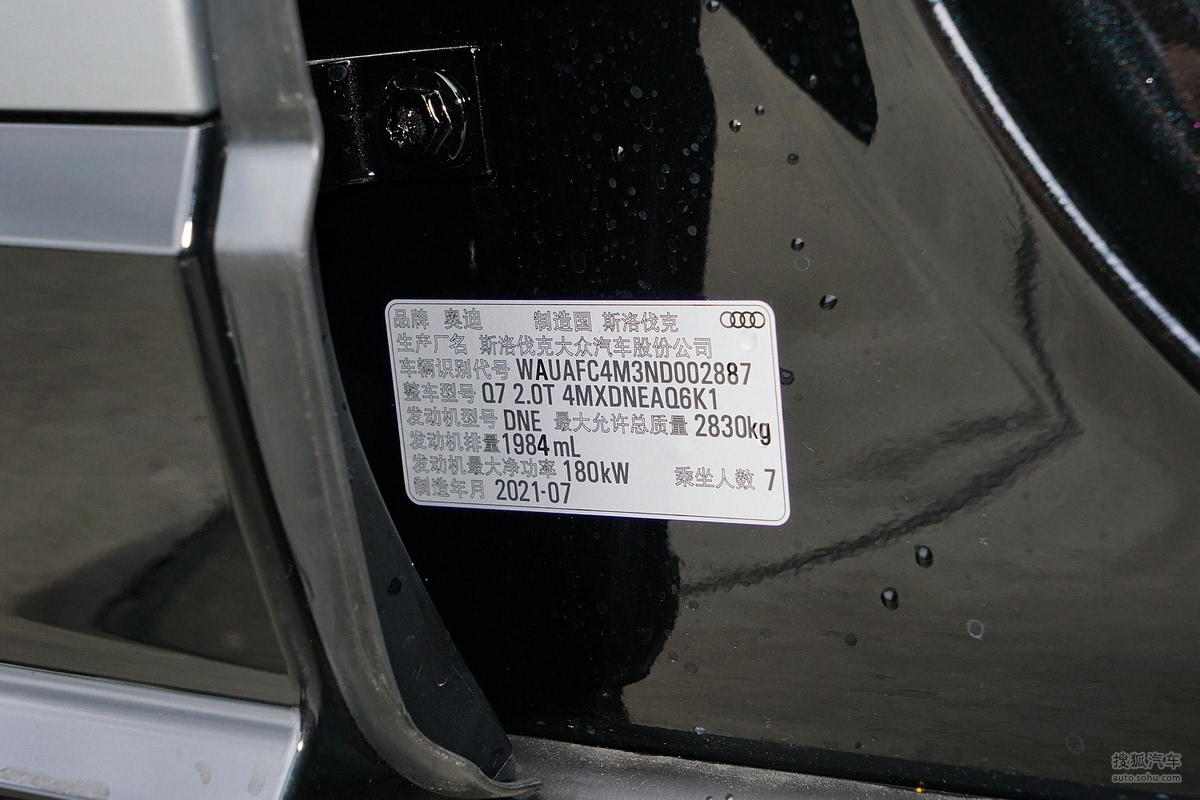 品牌 奥迪 制造国 斯洛伐克
生产厂名 斯洛伐克大众汽车股份公司
车辆识别代号 WAUAFC4M3ND002887
整车型号 Q7 2.0T 4MXDNEAQ6K1
发动机型号 DNE 最大允许总质量 2830kg
发动机排量 1984 mL
发动机最大净功率 180kW 乘坐人数 7
制造年月 2021-07
搜狐汽车
auto.sohu.com